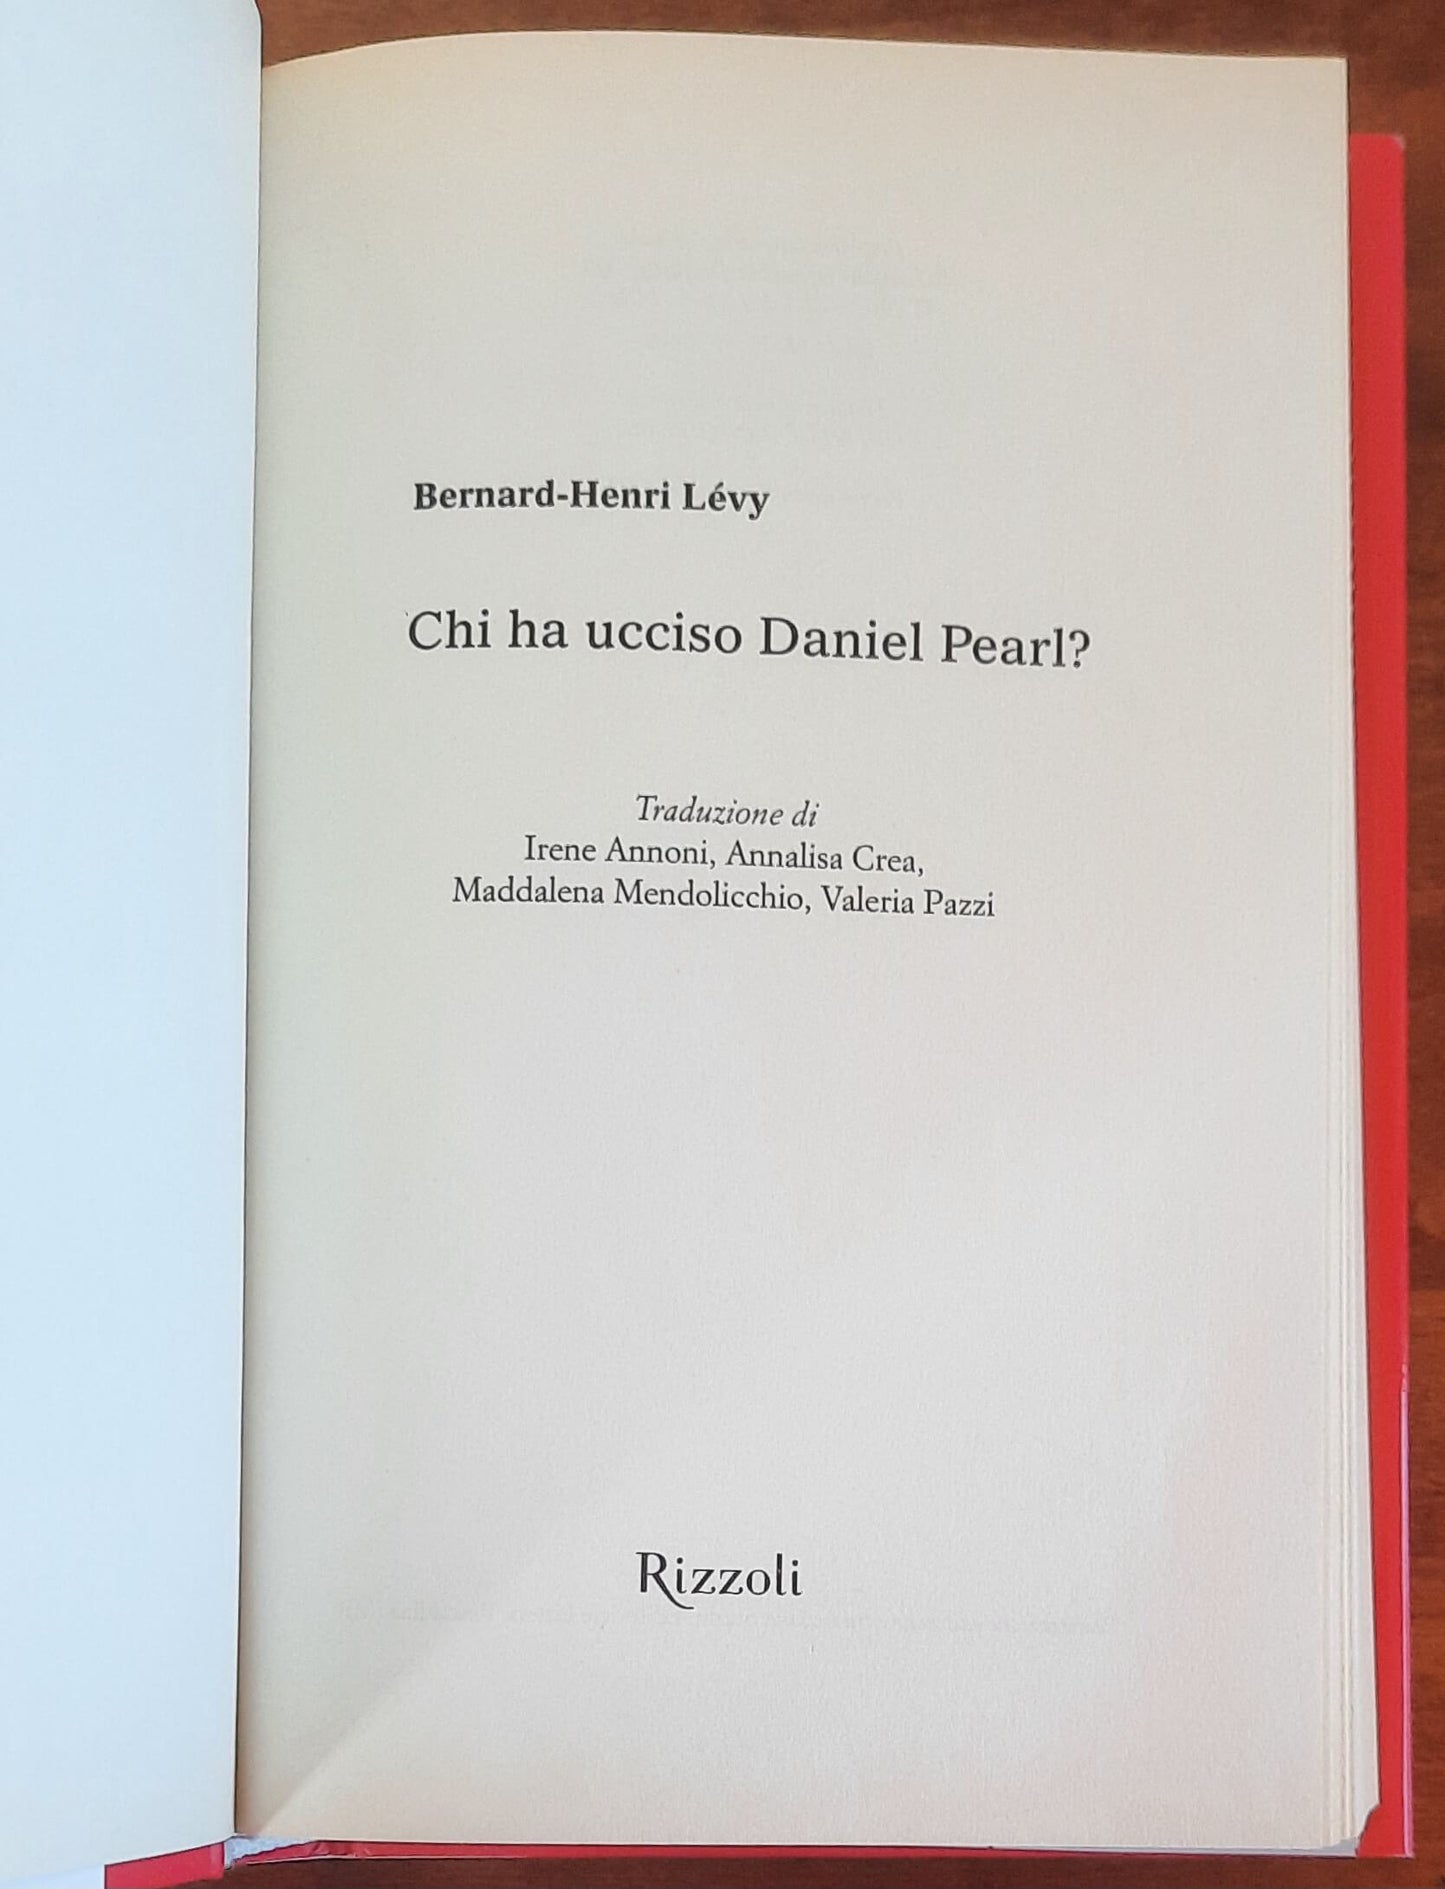 Bernard-Henri Lévy
Chi ha ucciso Daniel Pearl?
Traduzione di
Irene Annoni, Annalisa Crea,
Maddalena Mendolicchio, Valeria Pazzi
Rizzoli